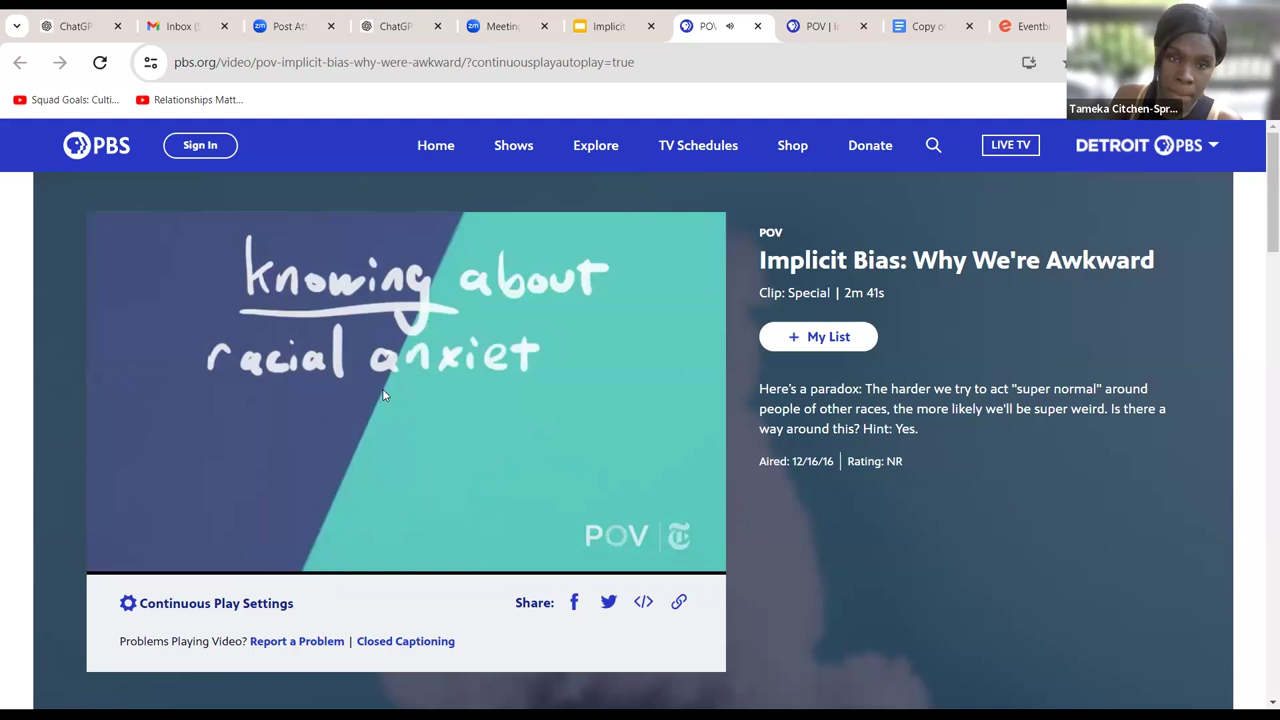 ChatGP
Inbox (
Post Att
ChatGP
Meeting
Implicit
POV
POV | I
Copy o
Eventb
pbs.org/video/pov-implicit-bias-why-were-awkward/?continuousplayautoplay=true
Squad Goals: Culti...
Relationships Matt...
Tameka Citchen-Spr...
PBS
Sign In
Home
Shows
Explore
TV Schedules
Shop
Donate
LIVE TV
DETROIT PBS
knowing about
racial anxiet
POV
POV
Implicit Bias: Why We're Awkward
Clip: Special | 2m 41s
+ My List
Here's a paradox: The harder we try to act "super normal" around
people of other races, the more likely we'll be super weird. Is there a
way around this? Hint: Yes.
Aired: 12/16/16 | Rating: NR
Continuous Play Settings
Share:
Problems Playing Video? Report a Problem | Closed Captioning